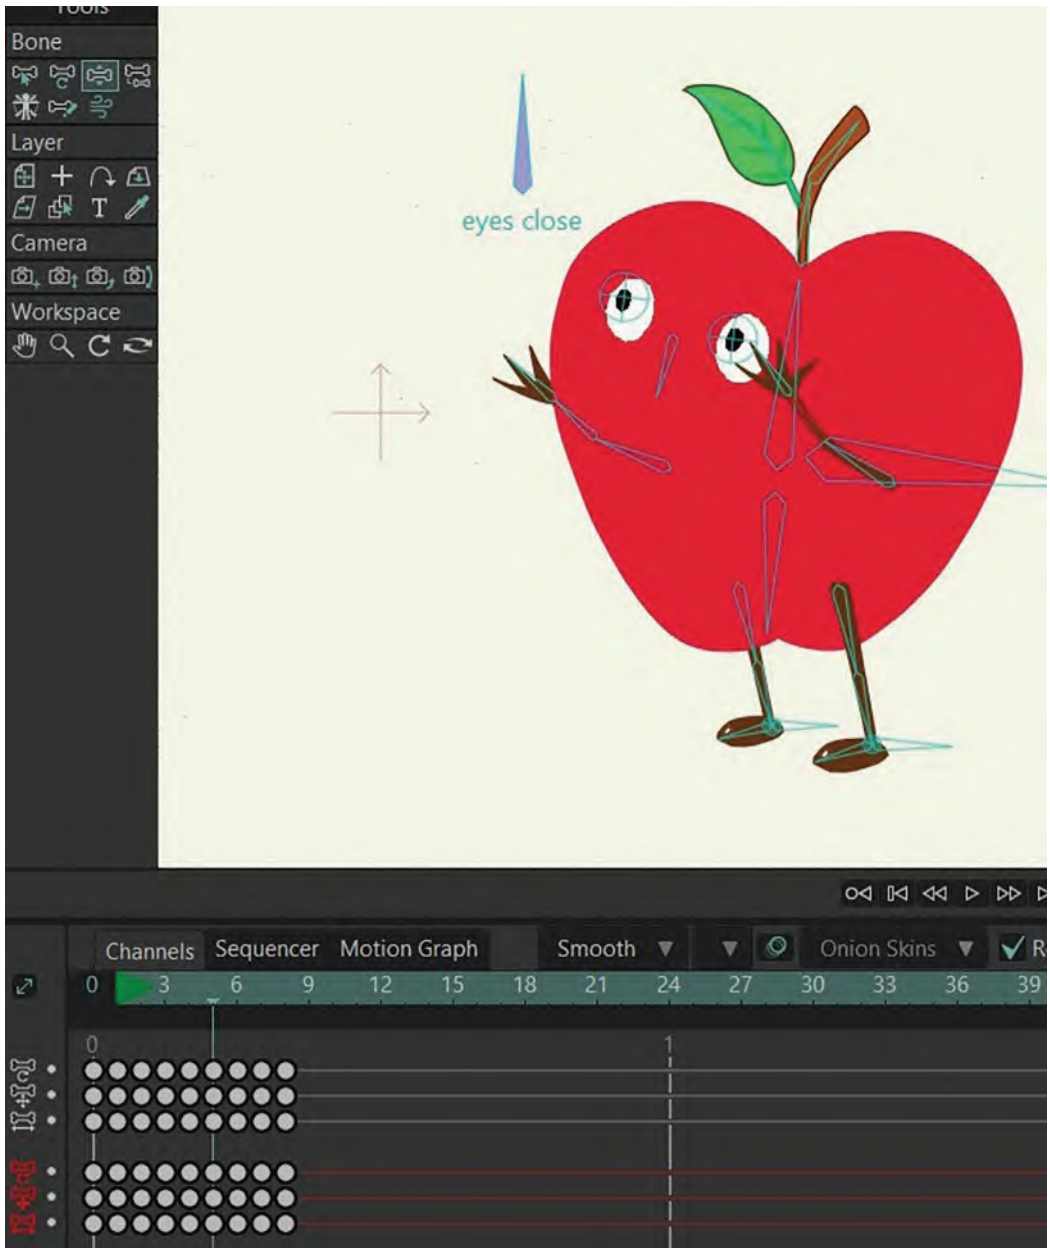 Tools
Bone
Layer
T
Camera
Workspace
eyes close
Channels Sequencer Motion Graph Smooth Onion Skins R
0 3 6 9 12 15 18 21 24 27 30 33 36 39
0 1